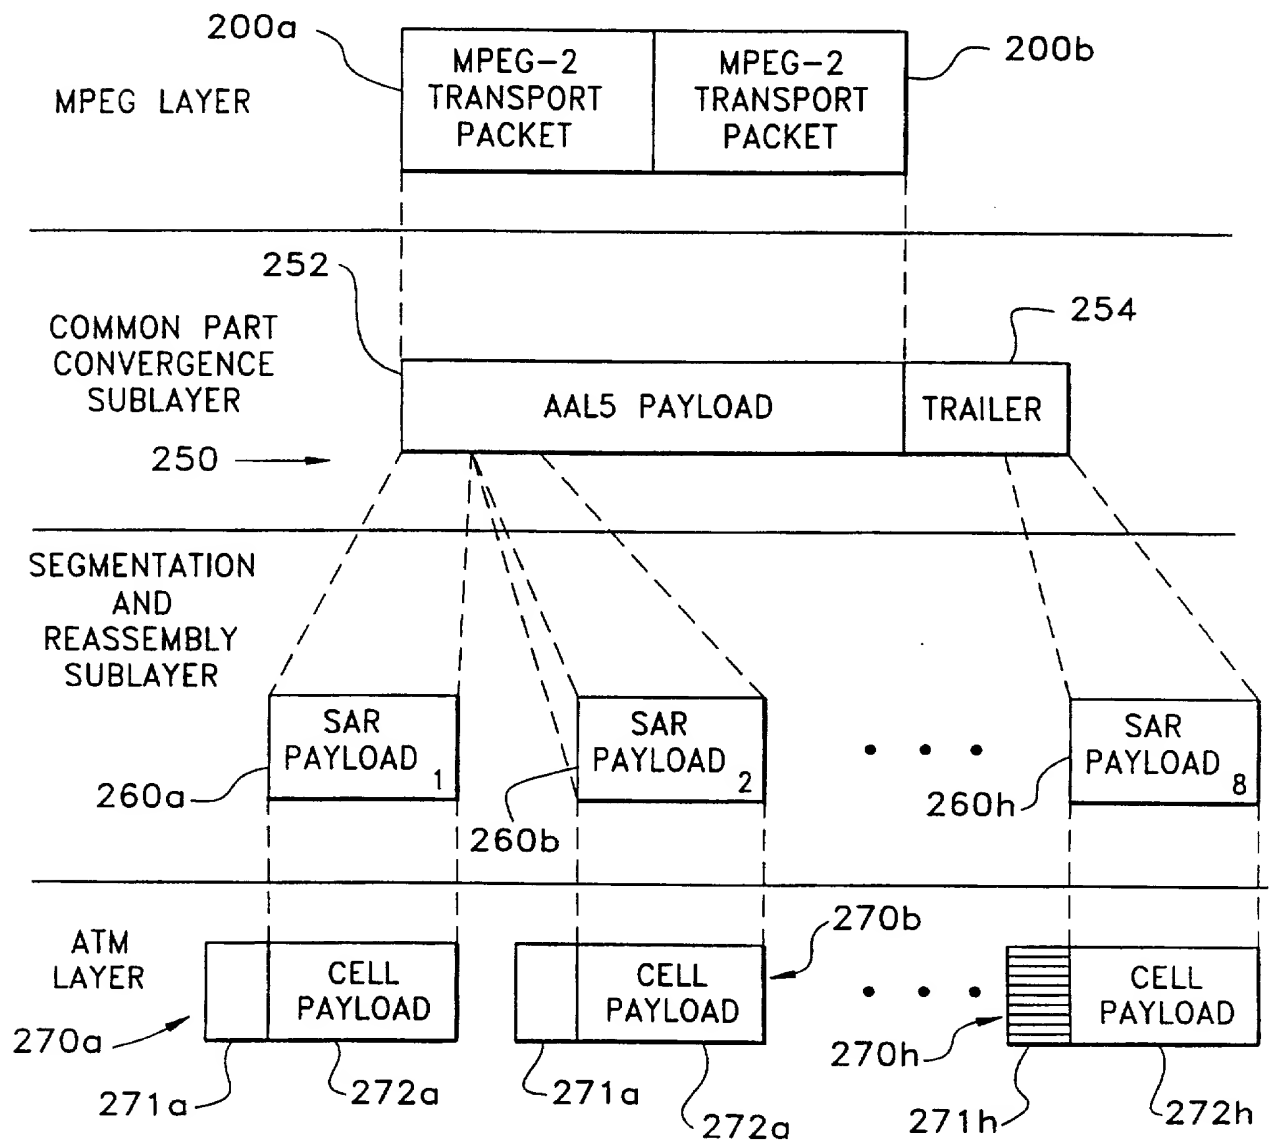 200a
MPEG-2
TRANSPORT
PACKET
MPEG-2
TRANSPORT
PACKET
200b
MPEG LAYER
252
254
COMMON PART
CONVERGENCE
SUBLAYER
AAL5 PAYLOAD
TRAILER
250
SEGMENTATION
AND
REASSEMBLY
SUBLAYER
SAR
PAYLOAD 1
SAR
PAYLOAD 2
SAR
PAYLOAD 8
260a
260b
260h
ATM
LAYER
CELL
PAYLOAD
CELL
PAYLOAD
270b
CELL
PAYLOAD
270a
270h
271a
272a
271a
272a
271h
272h